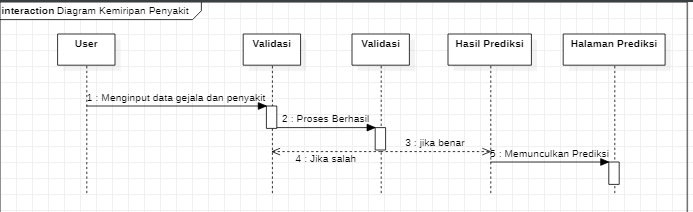 interaction Diagram Kemiripan Penyakit
User
Validasi
Validasi
Hasil Prediksi
Halaman Prediksi
1 : Menginput data gejala dan penyakit
2 : Proses Berhasil
3 : jika benar
4 : Jika salah
5 : Memunculkan Prediksi